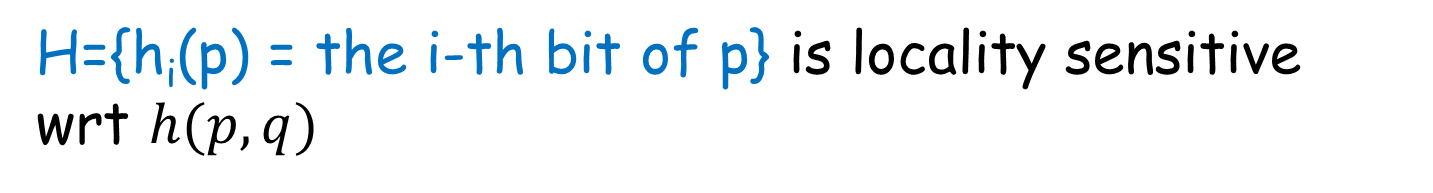 H={hᵢ(p) = the i-th bit of p} is locality sensitive
wrt ℎ(𝑝, 𝑞)